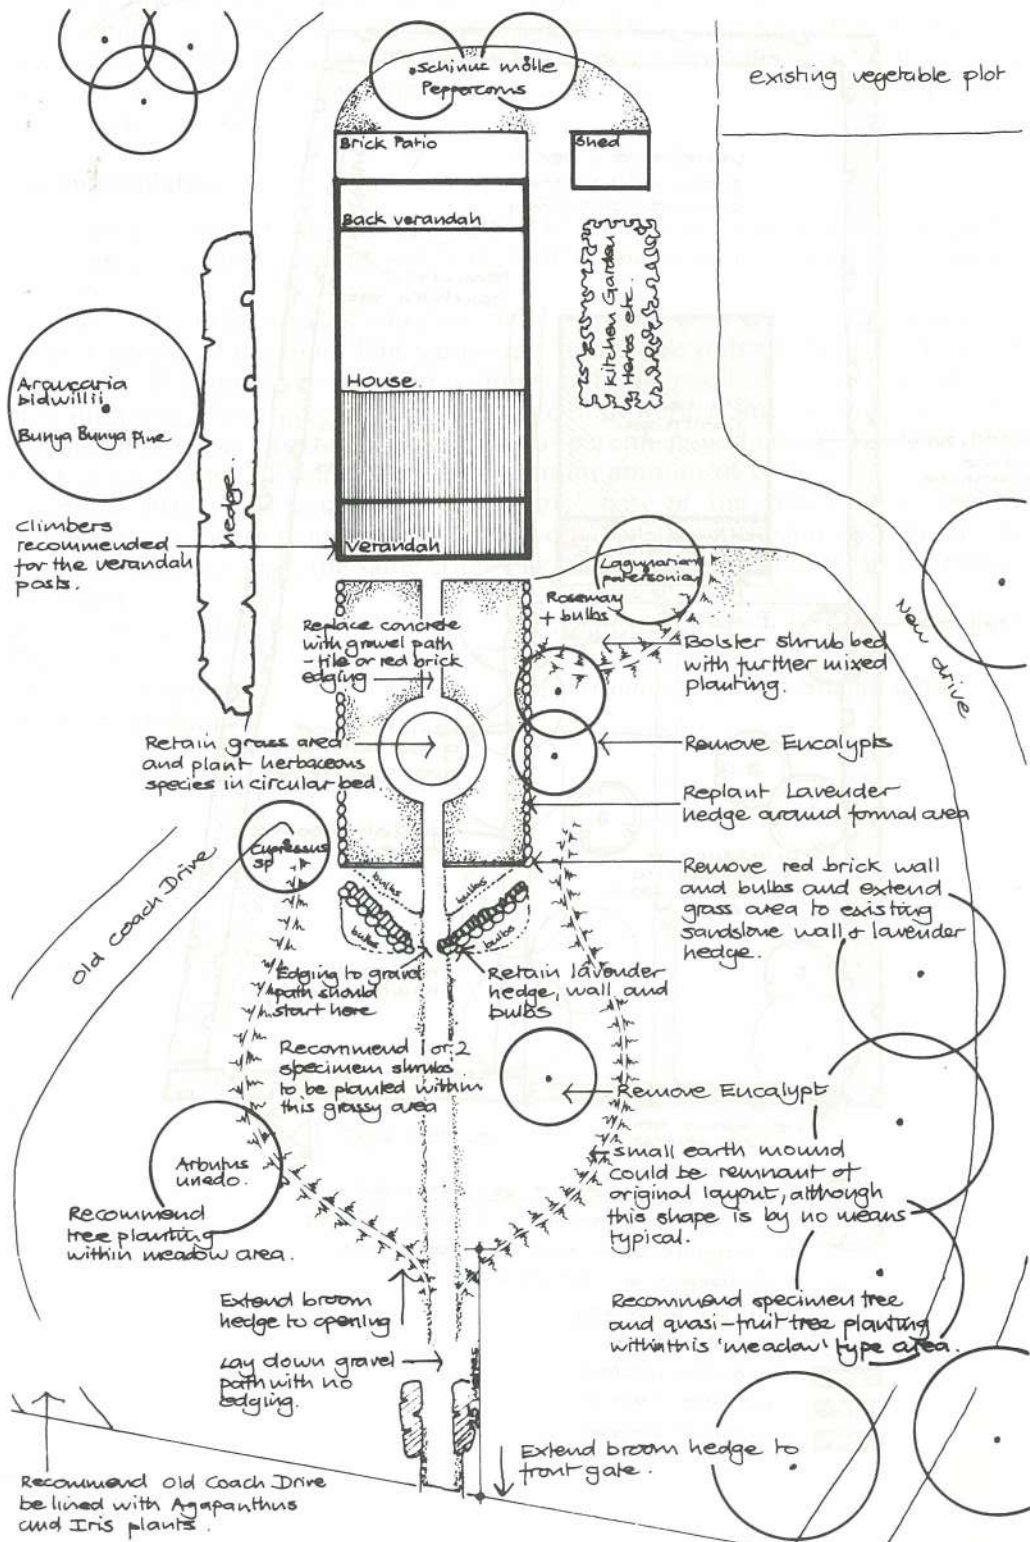 Schinus molle
Peppercorns
existing vegetable plot
Brick Patio
Shed
Back verandah
Kitchen Garden
Herbs etc.
House.
Araucaria
bidwillii
Bunya Bunya Pine
hedge
Climbers
recommended
for the verandah
posts.
Verandah
Lagunaria
patersonia
Rosemary
+ bulbs
New drive
Replace concrete
with gravel path
- tile or red brick
edging
Bolster shrub bed
with further mixed
planting.
Retain grass area
and plant herbaceous
species in circular bed
Remove Eucalypts
Replant Lavender
hedge around formal area
Cupressus
sp
Old Coach Drive
bulbs
bulbs
bulbs
bulbs
Remove red brick wall
and bulbs and extend
grass area to existing
sandstone wall & lavender
hedge.
Edging to gravel
path should
start here
Retain lavender
hedge, wall and
bulbs
Recommend 1 or 2
specimen shrubs
to be planted within
this grassy area
Remove Eucalypt
Arbutus
unedo.
Small earth mound
could be remnant of
original layout, although
this shape is by no means
typical.
Recommend
tree planting
within meadow area.
Extend broom
hedge to opening
Recommend specimen tree
and quasi-fruit tree planting
within this 'meadow' type area.
Lay down gravel
path with no
edging.
Extend broom hedge to
front gate.
Recommend Old Coach Drive
be lined with Agapanthus
and Iris plants.